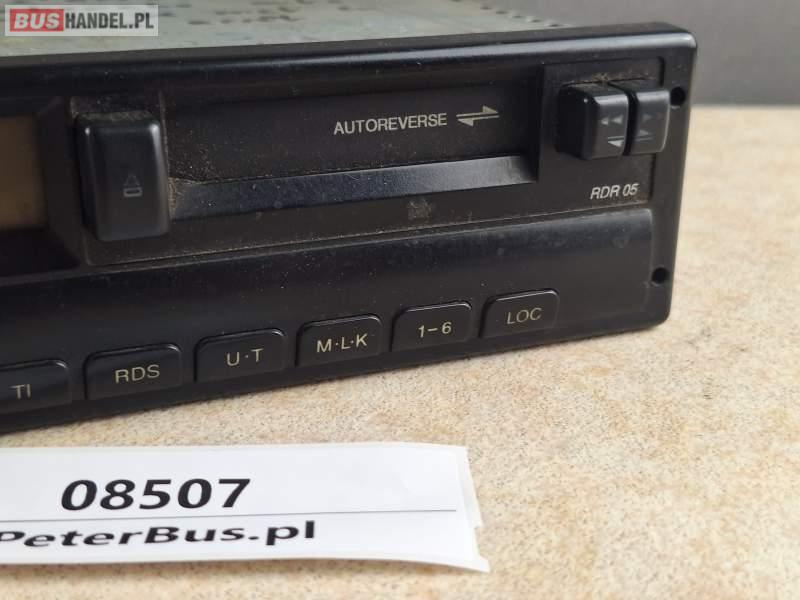 BUSHANDEL.PL
AUTOREVERSE
RDR 05
TI
RDS
U·T
M·L·K
1-6
LOC
08507
PeterBus.pl